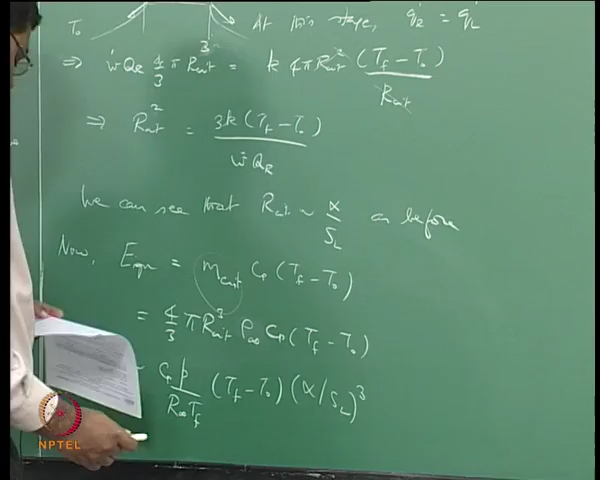 T₀ At this stage, q̇_R = q̇_L
⇒ ẇ Q_R 4/3 π R_crit³ = k 4π R_crit² (T_f − T₀) / R_crit
⇒ R_crit² = 3k (T_f − T₀) / ẇ Q_R
We can see that R_crit ~ α / S_L as before
Now, E_ign = m_crit C_p (T_f − T₀)
= 4/3 π R_crit³ ρ_∞ C_p (T_f − T₀)
C_p p / R_∞ T_f (T_f − T₀) (α/S_L)³
NPTEL